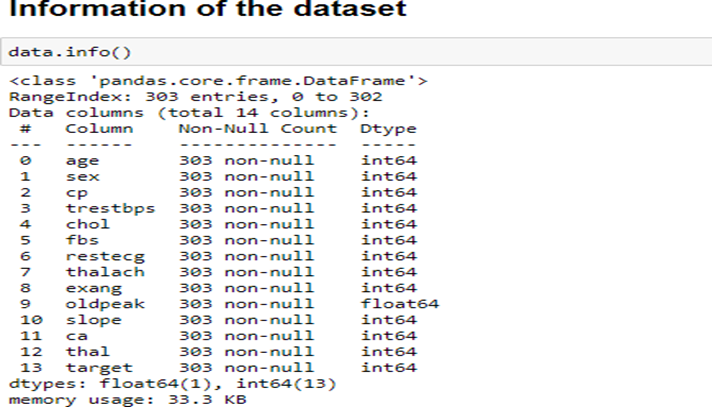 Information of the dataset
data.info()
<class 'pandas.core.frame.DataFrame'>
RangeIndex: 303 entries, 0 to 302
Data columns (total 14 columns):
#   Column   Non-Null Count   Dtype
---  ------   --------------   -----
0   age   303 non-null   int64
1   sex   303 non-null   int64
2   cp   303 non-null   int64
3   trestbps   303 non-null   int64
4   chol   303 non-null   int64
5   fbs   303 non-null   int64
6   restecg   303 non-null   int64
7   thalach   303 non-null   int64
8   exang   303 non-null   int64
9   oldpeak   303 non-null   float64
10   slope   303 non-null   int64
11   ca   303 non-null   int64
12   thal   303 non-null   int64
13   target   303 non-null   int64
dtypes: float64(1), int64(13)
memory usage: 33.3 KB